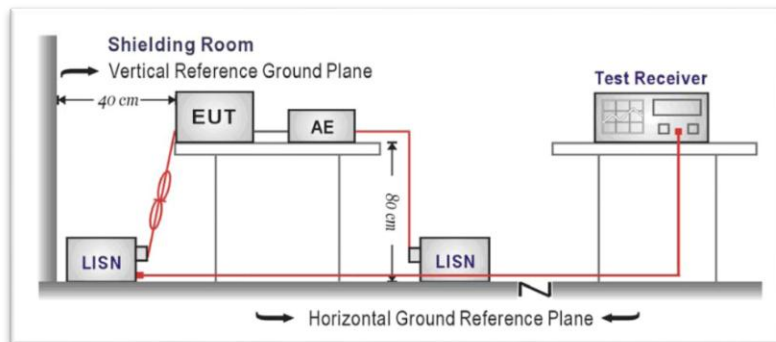 Shielding Room
Vertical Reference Ground Plane
Test Receiver
40 cm
EUT
AE
80 cm
LISN
LISN
Horizontal Ground Reference Plane